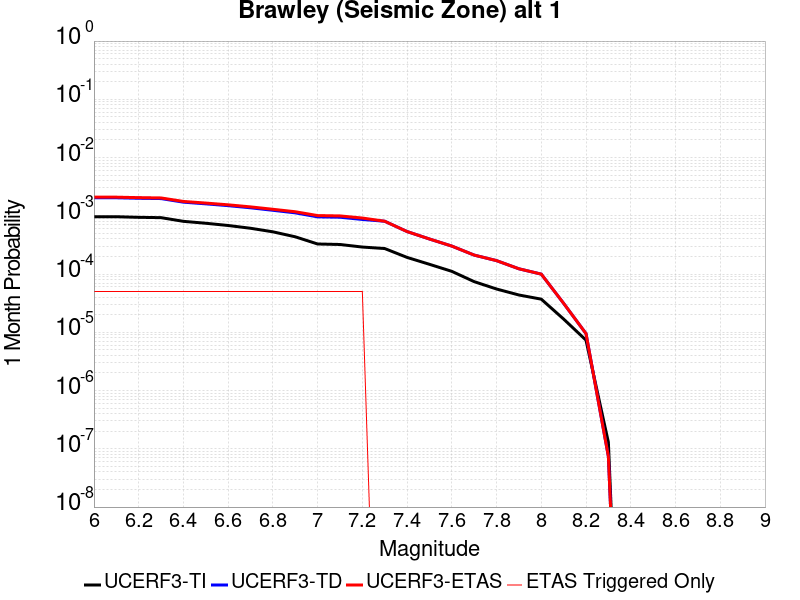 Brawley (Seismic Zone) alt 1
10^0
10^-1
10^-2
10^-3
10^-4
10^-5
10^-6
10^-7
10^-8
1 Month Probability
6 6.2 6.4 6.6 6.8 7 7.2 7.4 7.6 7.8 8 8.2 8.4 8.6 8.8 9
Magnitude
UCERF3-TI UCERF3-TD UCERF3-ETAS ETAS Triggered Only